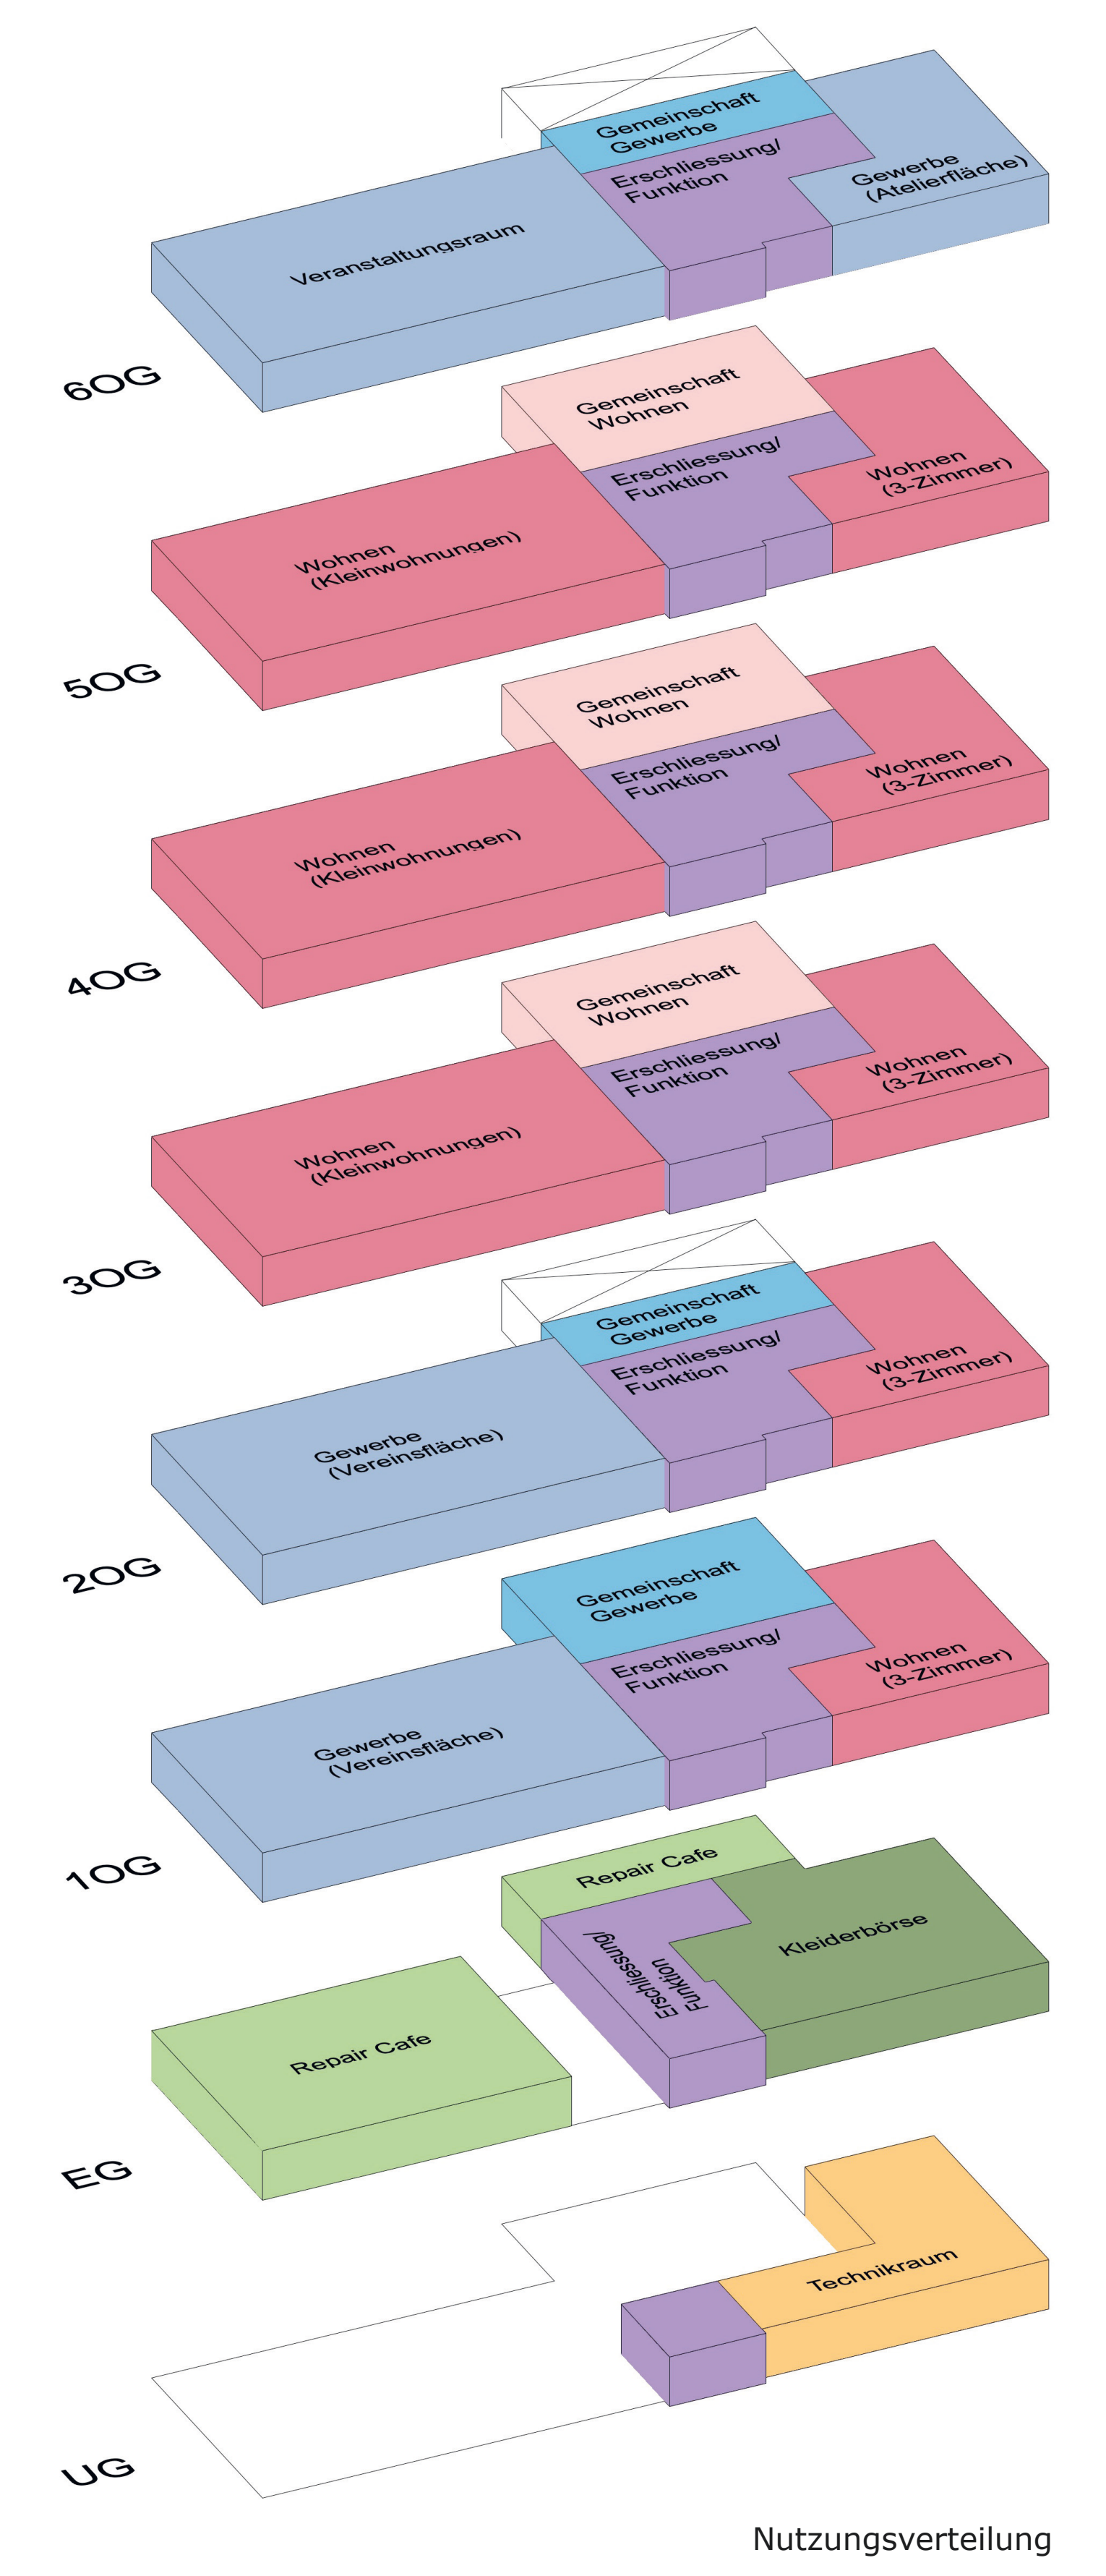 Gemeinschaft
Gewerbe
Erschliessung/
Funktion
Gewerbe
(Atelierfläche)
Veranstaltungsraum
6OG
Gemeinschaft
Wohnen
Erschliessung/
Funktion
Wohnen
(3-Zimmer)
Wohnen
(Kleinwohnungen)
5OG
Gemeinschaft
Wohnen
Erschliessung/
Funktion
Wohnen
(3-Zimmer)
Wohnen
(Kleinwohnungen)
4OG
Gemeinschaft
Wohnen
Erschliessung/
Funktion
Wohnen
(3-Zimmer)
Wohnen
(Kleinwohnungen)
3OG
Gemeinschaft
Gewerbe
Erschliessung/
Funktion
Wohnen
(3-Zimmer)
Gewerbe
(Vereinsfläche)
2OG
Gemeinschaft
Gewerbe
Erschliessung/
Funktion
Wohnen
(3-Zimmer)
Gewerbe
(Vereinsfläche)
1OG
Repair Cafe
Erschliessung/
Funktion
Kleiderbörse
Repair Cafe
EG
Technikraum
UG
Nutzungsverteilung